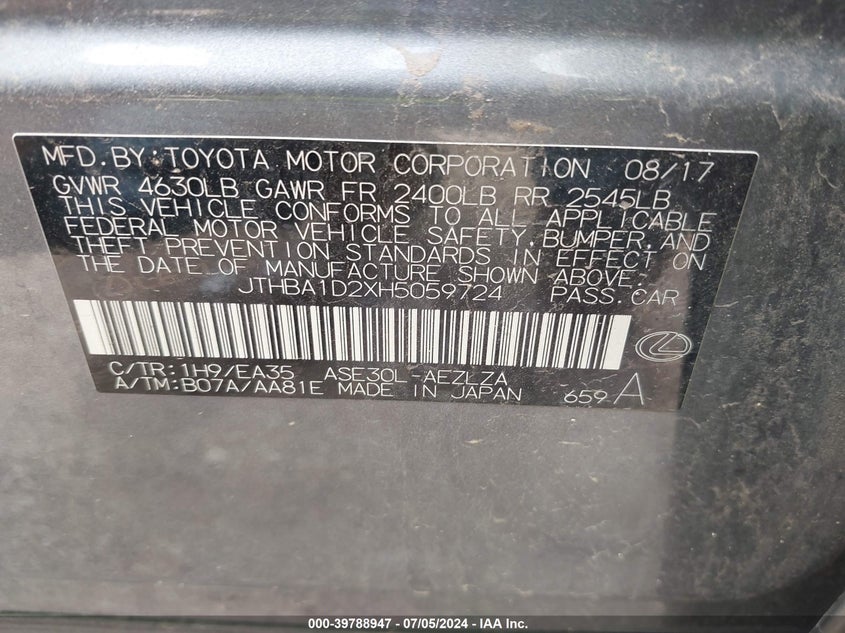 MFD.BY:TOYOTA MOTOR CORPORATION 08/17
GVWR 4630LB GAWR FR 2400LB RR 2545LB
THIS VEHICLE CONFORMS TO ALL APPLICABLE
FEDERAL MOTOR VEHICLE SAFETY,BUMPER,AND
THEFT PREVENTION STANDARDS IN EFFECT ON
THE DATE OF MANUFACTURE SHOWN ABOVE.
JTHBA1D2XH5059724 PASS.CAR
C/TR:1H9/EA35 ASE30L-AEZLZA
A/TM:B07A/AA81E MADE IN JAPAN 659 A
000-39788947 - 07/05/2024 - IAA Inc.